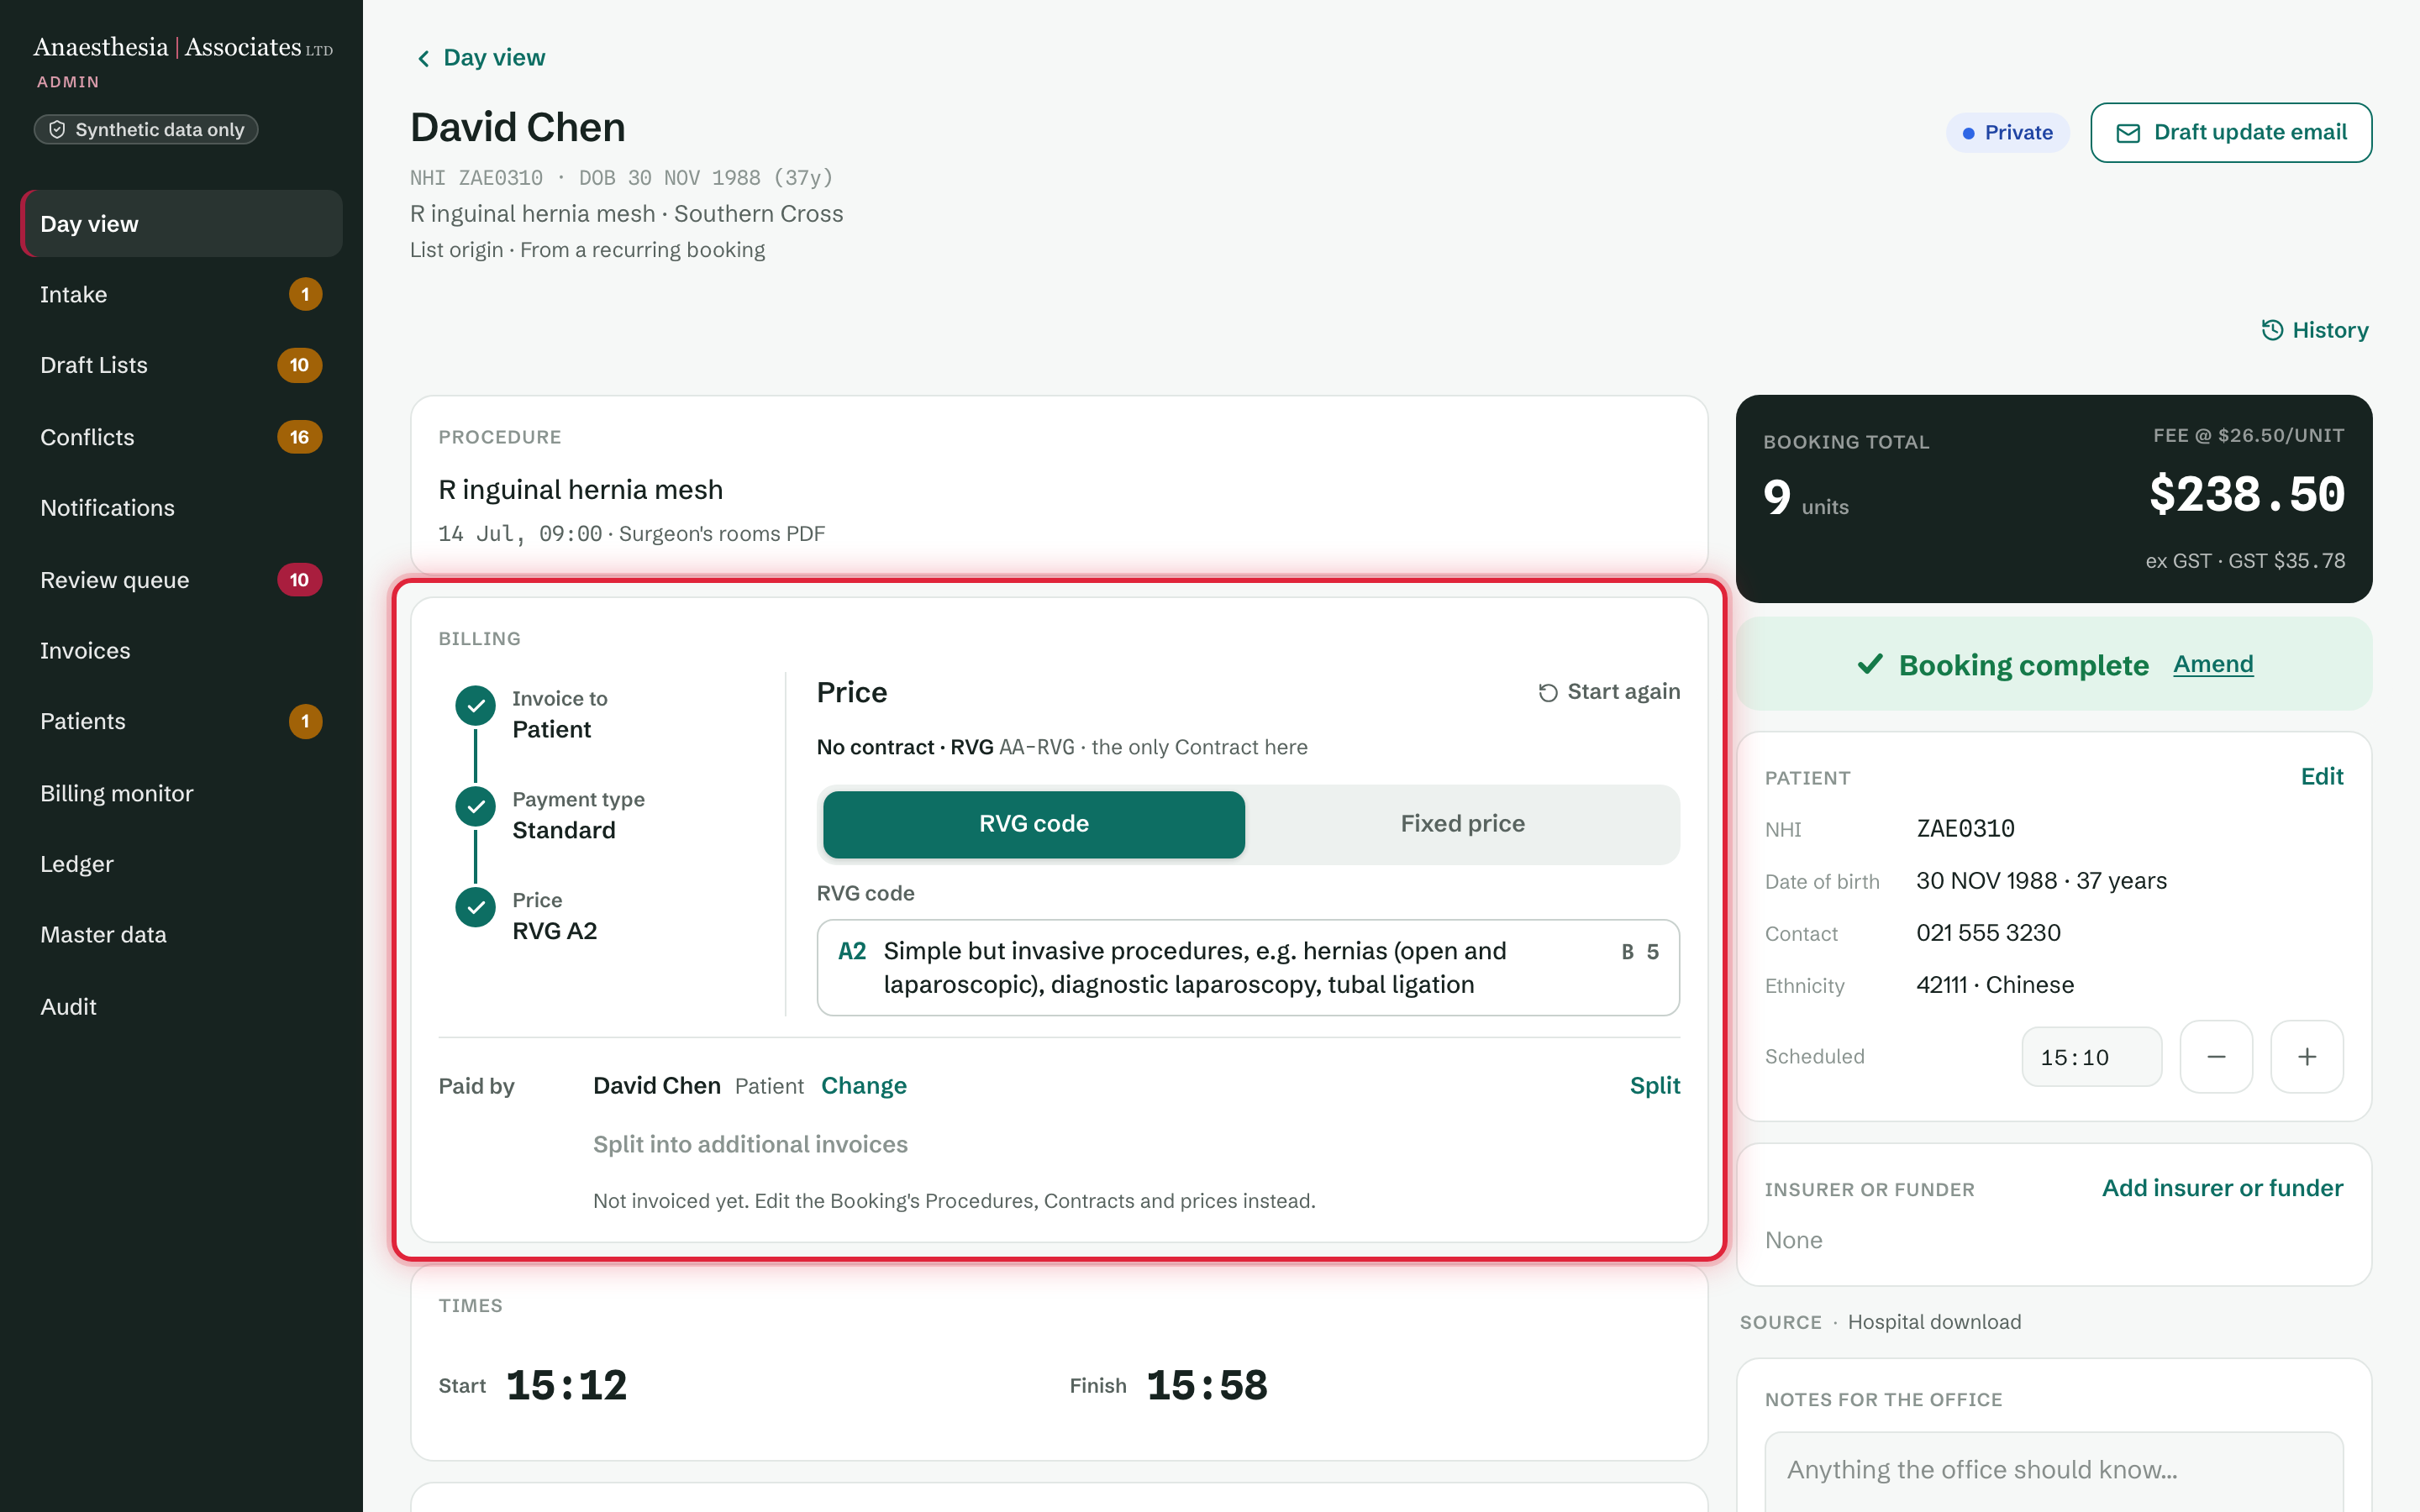 Anaesthesia | Associates LTD
ADMIN
Synthetic data only
Day view
Intake 1
Draft Lists 10
Conflicts 16
Notifications
Review queue 10
Invoices
Patients 1
Billing monitor
Ledger
Master data
Audit
Day view
David Chen
NHI ZAE0310 · DOB 30 NOV 1988 (37y)
R inguinal hernia mesh · Southern Cross
List origin · From a recurring booking
Private
Draft update email
History
PROCEDURE
R inguinal hernia mesh
14 Jul, 09:00 · Surgeon's rooms PDF
BILLING
Invoice to
Patient
Payment type
Standard
Price
RVG A2
Price
Start again
No contract · RVG AA-RVG · the only Contract here
RVG code
Fixed price
RVG code
A2 Simple but invasive procedures, e.g. hernias (open and B 5
laparoscopic), diagnostic laparoscopy, tubal ligation
Paid by David Chen Patient Change Split
Split into additional invoices
Not invoiced yet. Edit the Booking's Procedures, Contracts and prices instead.
TIMES
Start 15:12
Finish 15:58
BOOKING TOTAL
FEE @ $26.50/UNIT
9 units
$238.50
ex GST · GST $35.78
Booking complete Amend
PATIENT Edit
NHI ZAE0310
Date of birth 30 NOV 1988 · 37 years
Contact 021 555 3230
Ethnicity 42111 · Chinese
Scheduled 15:10 − +
INSURER OR FUNDER Add insurer or funder
None
SOURCE · Hospital download
NOTES FOR THE OFFICE
Anything the office should know...